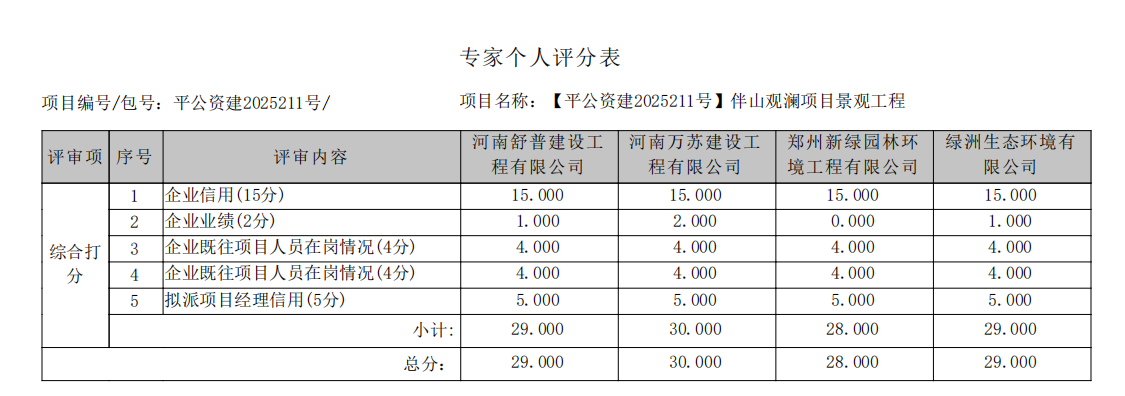 专家个人评分表
项目编号/包号: 平公资建2025211号/ 项目名称: 【平公资建2025211号】伴山观澜项目景观工程
评审项 序号 评审内容 河南舒普建设工程有限公司 河南万苏建设工程有限公司 郑州新绿园林环境工程有限公司 绿洲生态环境有限公司
综合打分
1 企业信用(15分) 15.000 15.000 15.000 15.000
2 企业业绩(2分) 1.000 2.000 0.000 1.000
3 企业既往项目人员在岗情况(4分) 4.000 4.000 4.000 4.000
4 企业既往项目人员在岗情况(4分) 4.000 4.000 4.000 4.000
5 拟派项目经理信用(5分) 5.000 5.000 5.000 5.000
小计: 29.000 30.000 28.000 29.000
总分: 29.000 30.000 28.000 29.000